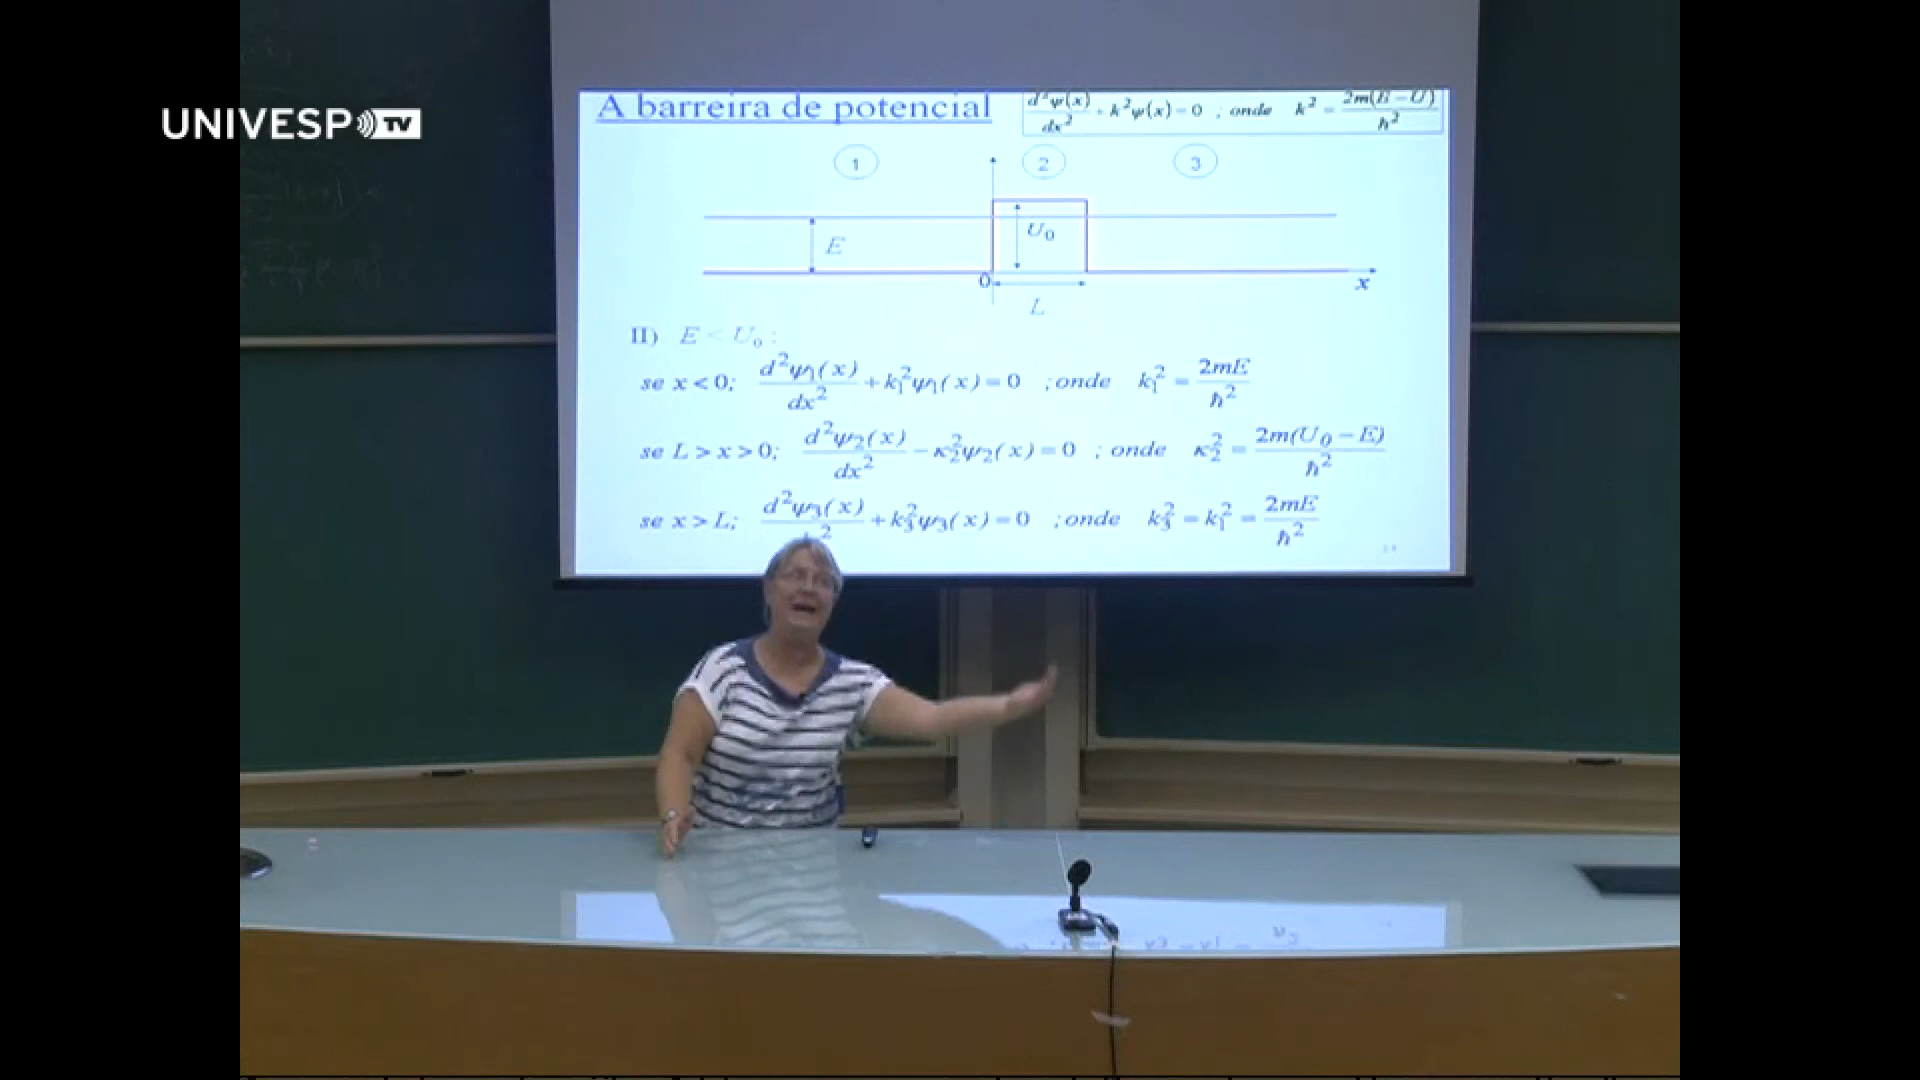 UNIVESP TV
A barreira de potencial
d²ψ(x)/dx² + k²ψ(x) = 0 ; onde k² = 2m(E − U)/ħ²
1 2 3
E
U₀
0
x
L
II) E < U₀ :
se x < 0; d²ψ₁(x)/dx² + k₁²ψ₁(x) = 0 ; onde k₁² = 2mE/ħ²
se L > x > 0; d²ψ₂(x)/dx² − κ₂²ψ₂(x) = 0 ; onde κ₂² = 2m(U₀ − E)/ħ²
se x > L; d²ψ₃(x)/ ² + k₃²ψ₃(x) = 0 ; onde k₃² = k₁² = 2mE/ħ²